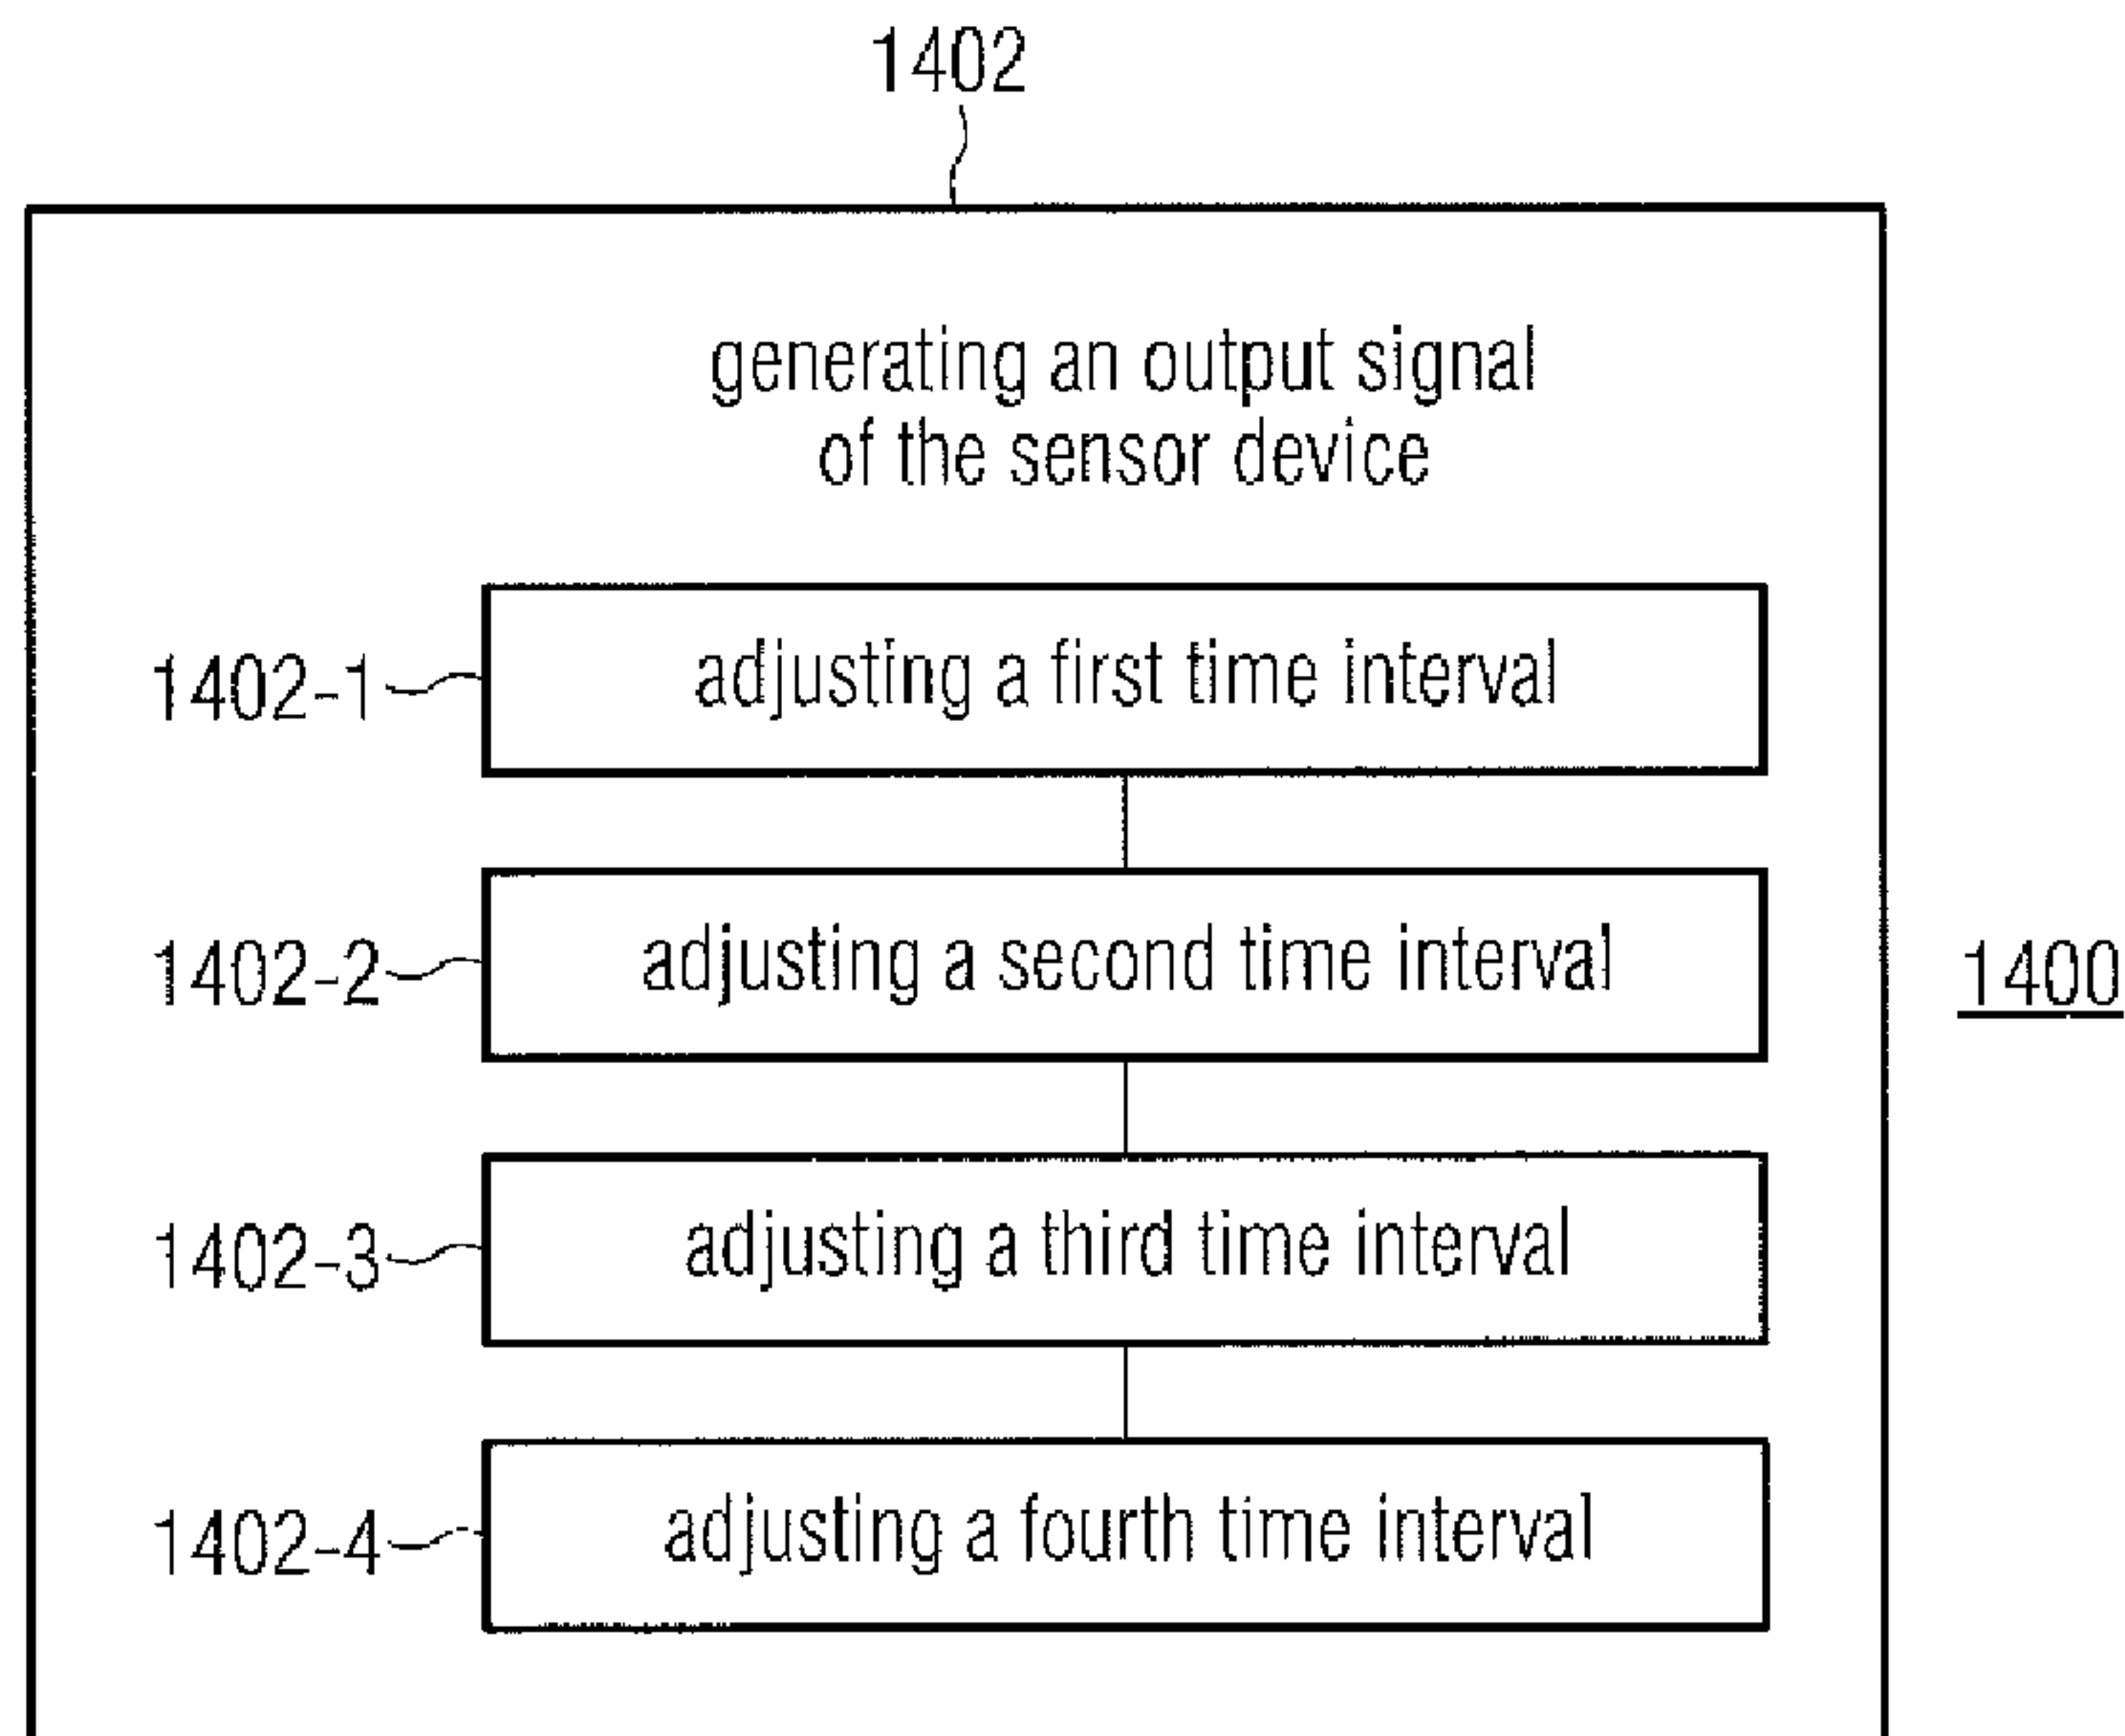 1402
generating an output signal
of the sensor device
1402-1
adjusting a first time interval
1402-2
adjusting a second time interval
1400
1402-3
adjusting a third time interval
1402-4
adjusting a fourth time interval